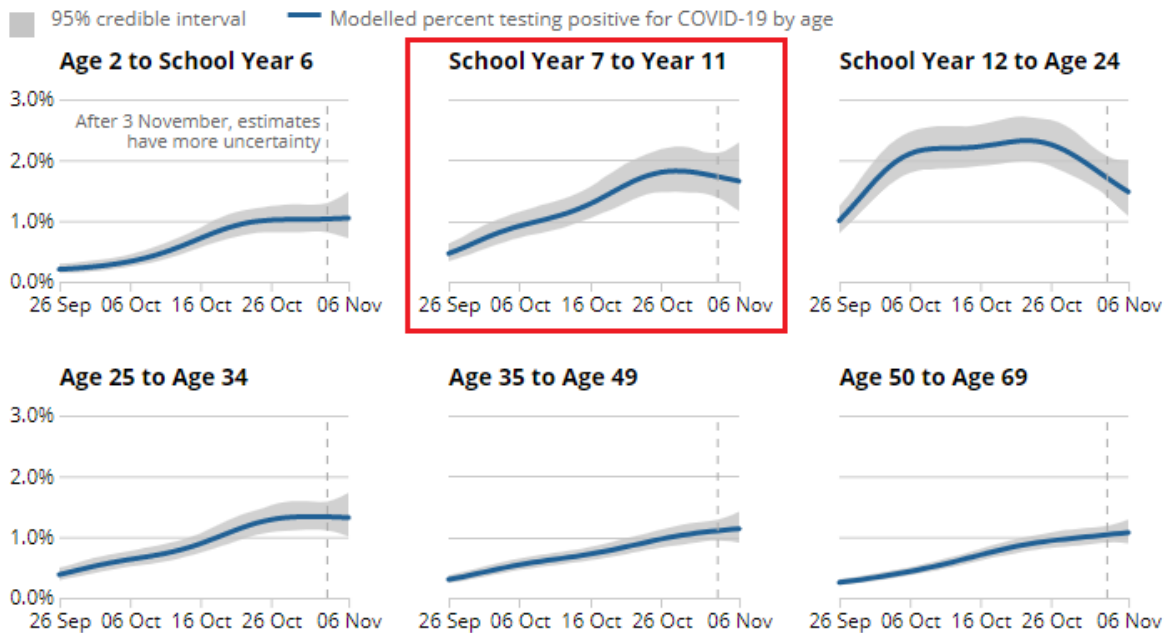 95% credible interval Modelled percent testing positive for COVID-19 by age
Age 2 to School Year 6
3.0%
After 3 November, estimates
have more uncertainty
2.0%
1.0%
0.0%
26 Sep 06 Oct 16 Oct 26 Oct 06 Nov
School Year 7 to Year 11
26 Sep 06 Oct 16 Oct 26 Oct 06 Nov
School Year 12 to Age 24
26 Sep 06 Oct 16 Oct 26 Oct 06 Nov
Age 25 to Age 34
3.0%
2.0%
1.0%
0.0%
26 Sep 06 Oct 16 Oct 26 Oct 06 Nov
Age 35 to Age 49
26 Sep 06 Oct 16 Oct 26 Oct 06 Nov
Age 50 to Age 69
26 Sep 06 Oct 16 Oct 26 Oct 06 Nov